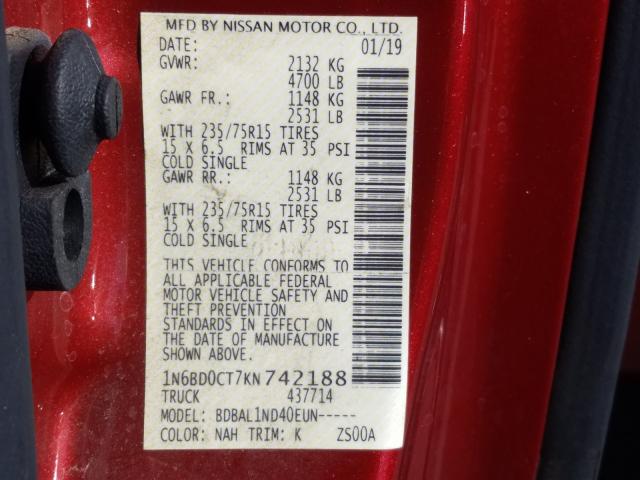 MFD BY NISSAN MOTOR CO., LTD.
DATE: 01/19
GVWR: 2132 KG
4700 LB
GAWR FR.: 1148 KG
2531 LB
WITH 235/75R15 TIRES
15 X 6.5 RIMS AT 35 PSI
COLD SINGLE
GAWR RR.: 1148 KG
2531 LB
WITH 235/75R15 TIRES
15 X 6.5 RIMS AT 35 PSI
COLD SINGLE
THIS VEHICLE CONFORMS TO
ALL APPLICABLE FEDERAL
MOTOR VEHICLE SAFETY AND
THEFT PREVENTION
STANDARDS IN EFFECT ON
THE DATE OF MANUFACTURE
SHOWN ABOVE.
1N6BD0CT7KN742188
TRUCK 437714
MODEL: BDBAL1ND40EUN-----
COLOR: NAH TRIM: K ZS00A